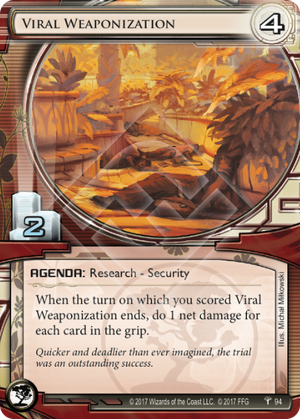 VIRAL WEAPONIZATION
4
2
AGENDA: Research - Security
When the turn on which you scored Viral
Weaponization ends, do 1 net damage for
each card in the grip.
Quicker and deadlier than ever imagined, the trial
was an outstanding success.
Illus. Michał Miłkowski
© 2017 Wizards of the Coast LLC. © 2017 FFG
94